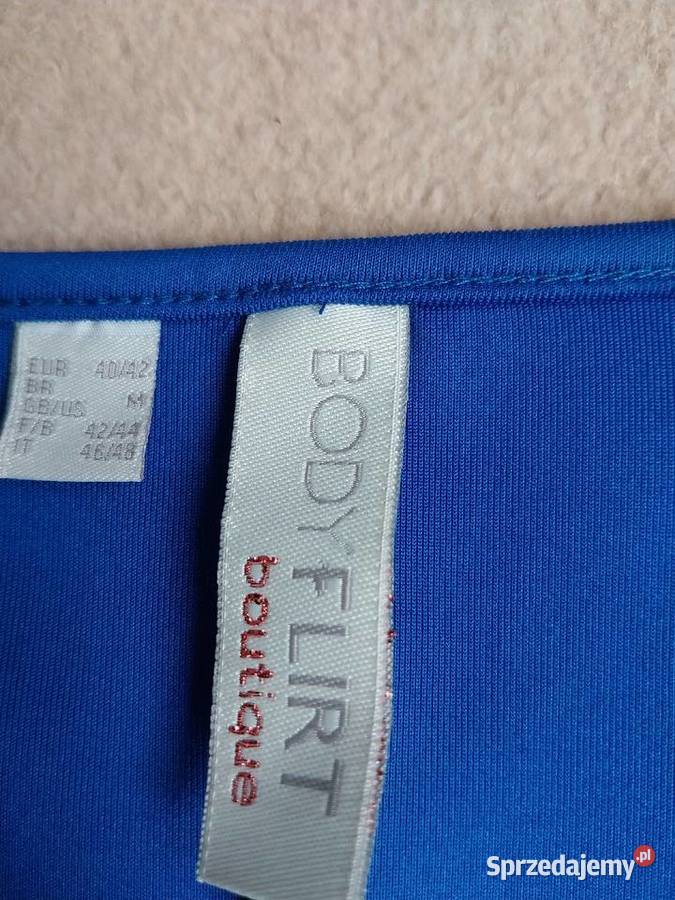 EUR 40/42
BR
GB/US M
F/B 42/44
IT 46/48
BODYFLIRT
boutique
Sprzedajemy.pl